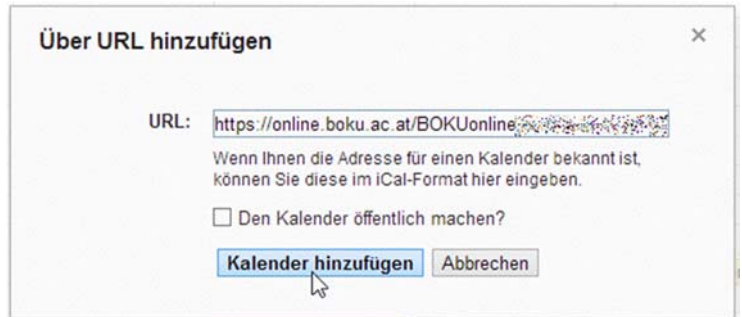 Über URL hinzufügen
URL: https://online.boku.ac.at/BOKUonline
Wenn Ihnen die Adresse für einen Kalender bekannt ist,
können Sie diese im iCal-Format hier eingeben.
Den Kalender öffentlich machen?
Kalender hinzufügen Abbrechen